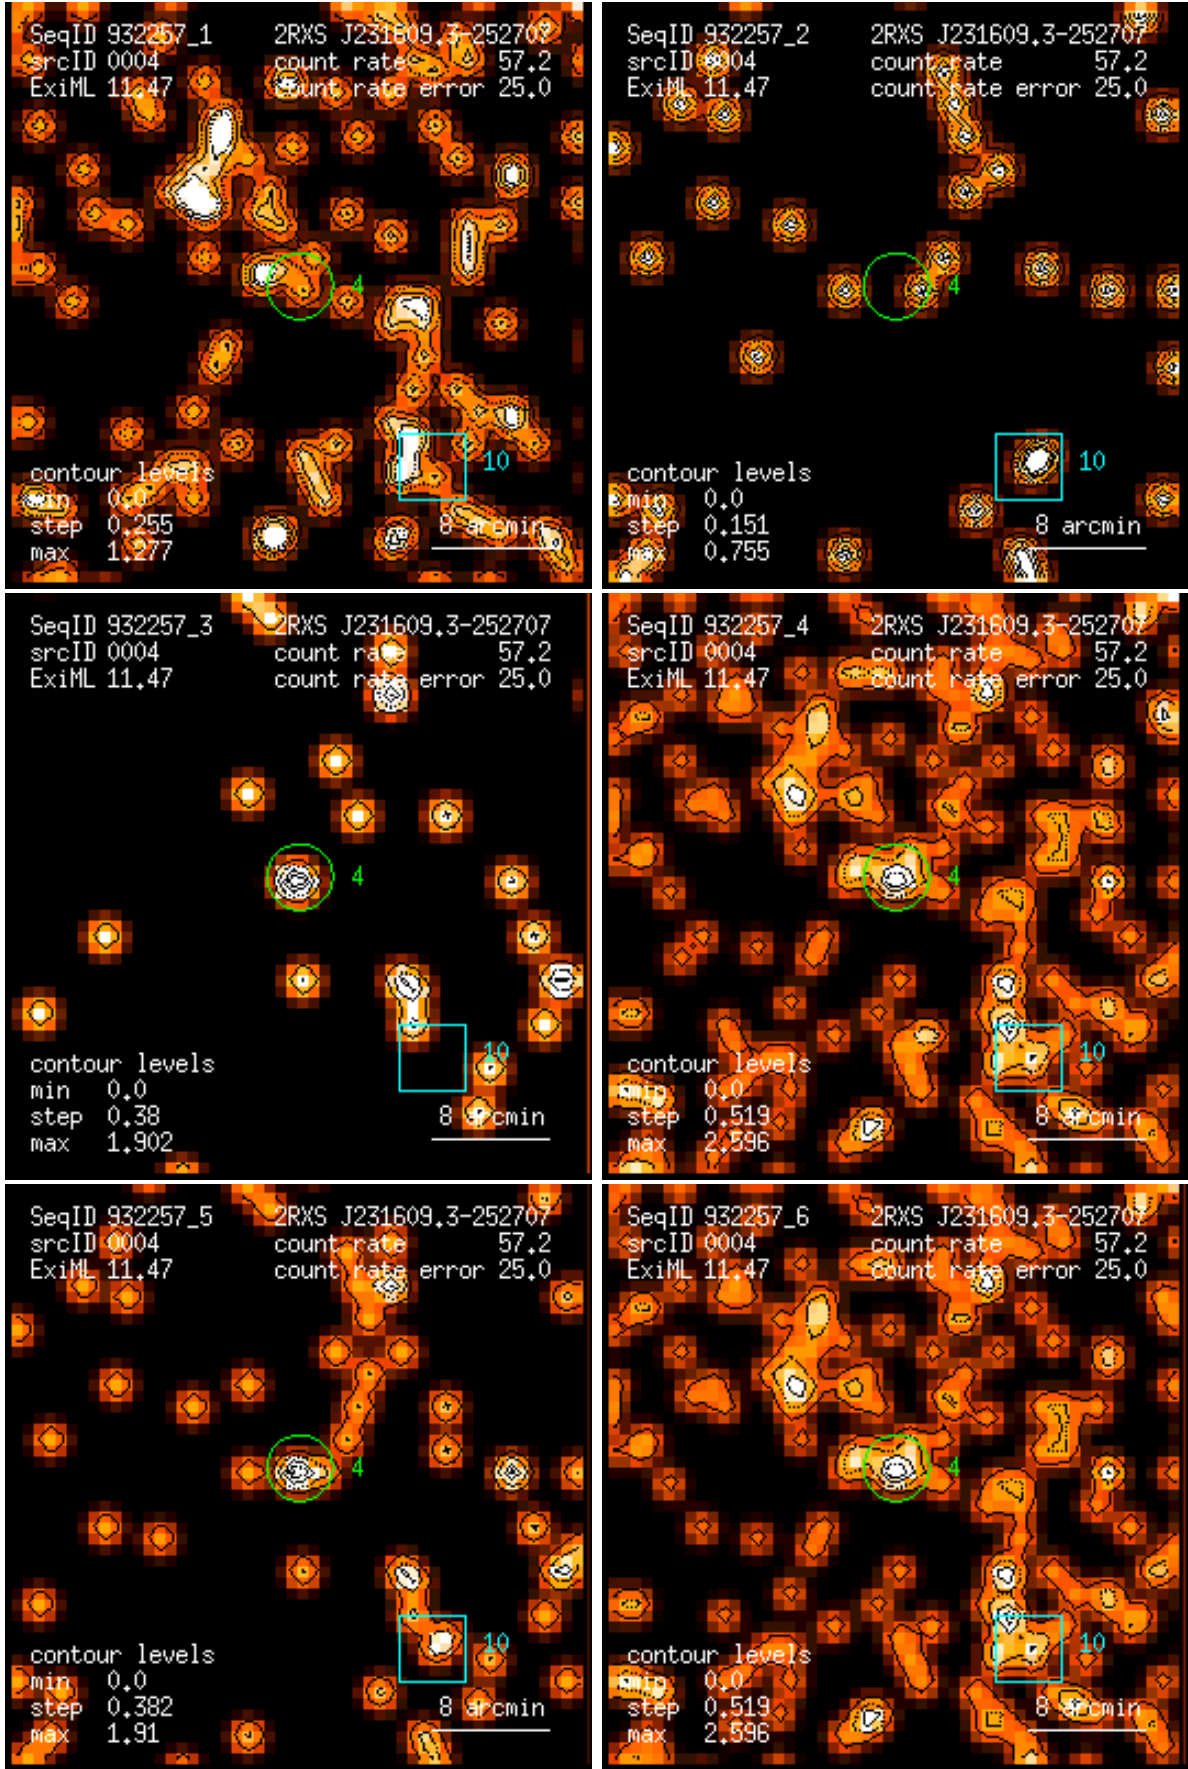 SeqID 932257_1 2RXS J231609.3-252707
srcID 0004 count rate 57.2
ExiML 11.47 count rate error 25.0
4
10
contour levels
min 0.0
step 0.255 8 arcmin
max 1.277
SeqID 932257_2 2RXS J231609.3-252707
srcID 0004 count rate 57.2
ExiML 11.47 count rate error 25.0
4
10
contour levels
min 0.0
step 0.151 8 arcmin
max 0.755
SeqID 932257_3 2RXS J231609.3-252707
srcID 0004 count rate 57.2
ExiML 11.47 count rate error 25.0
4
10
contour levels
min 0.0
step 0.38 8 arcmin
max 1.902
SeqID 932257_4 2RXS J231609.3-252707
srcID 0004 count rate 57.2
ExiML 11.47 count rate error 25.0
4
10
contour levels
min 0.0
step 0.519 8 arcmin
max 2.596
SeqID 932257_5 2RXS J231609.3-252707
srcID 0004 count rate 57.2
ExiML 11.47 count rate error 25.0
4
10
contour levels
min 0.0
step 0.382 8 arcmin
max 1.91
SeqID 932257_6 2RXS J231609.3-252707
srcID 0004 count rate 57.2
ExiML 11.47 count rate error 25.0
4
10
contour levels
min 0.0
step 0.519 8 arcmin
max 2.596